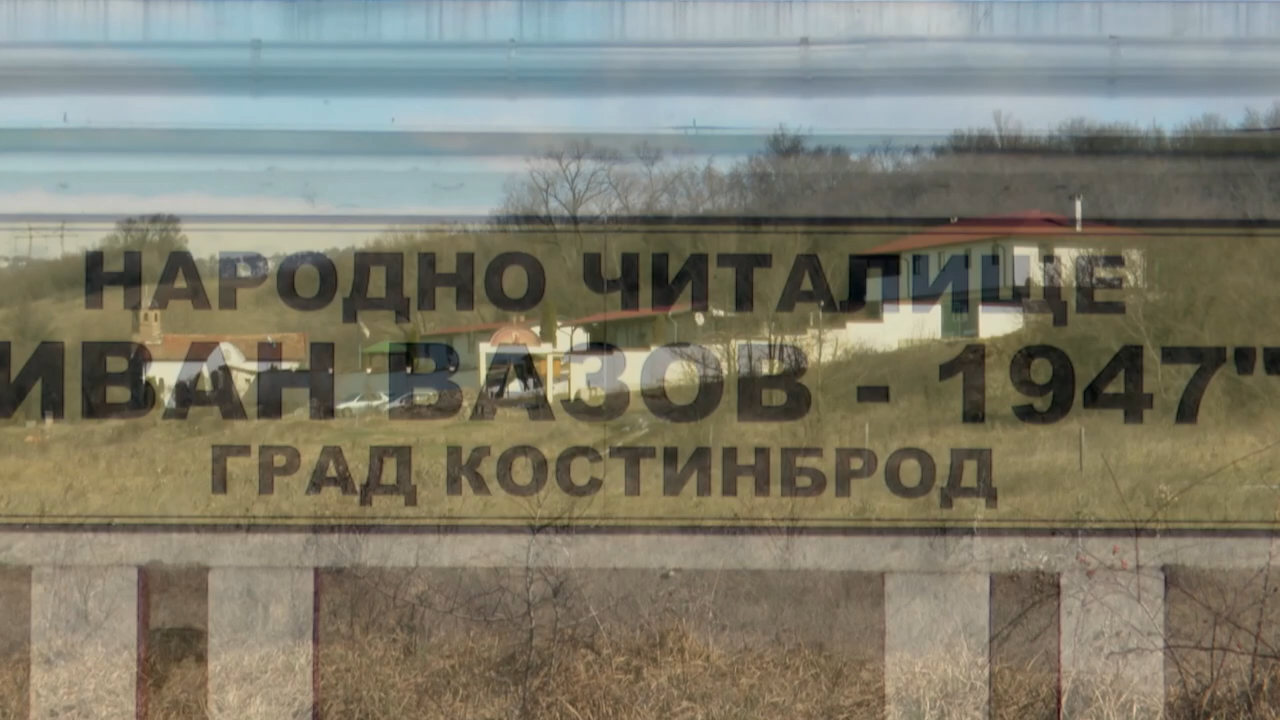 НАРОДНО ЧИТАЛИЩЕ
ИВАН ВАЗОВ - 1947"
ГРАД КОСТИНБРОД